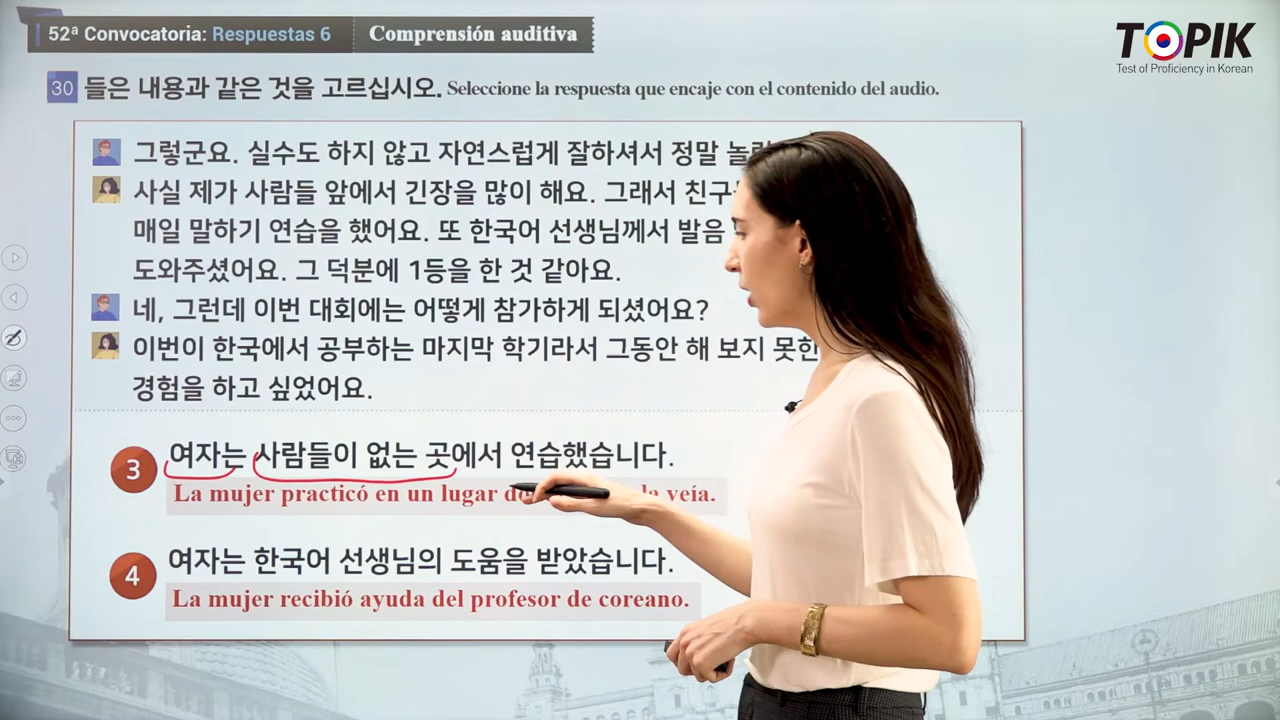 52ª Convocatoria: Respuestas 6 Comprensión auditiva
TOPIK
Test of Proficiency in Korean
30 들은 내용과 같은 것을 고르십시오. Seleccione la respuesta que encaje con el contenido del audio.
그렇군요. 실수도 하지 않고 자연스럽게 잘하셔서 정말
사실 제가 사람들 앞에서 긴장을 많이 해요. 그래서
매일 말하기 연습을 했어요. 또 한국어 선생님께서 발음
도와주셨어요. 그 덕분에 1등을 한 것 같아요.
네, 그런데 이번 대회에는 어떻게 참가하게 되셨어요?
이번이 한국에서 공부하는 마지막 학기라서 그동안 해 보지 못한
경험을 하고 싶었어요.
3 여자는 사람들이 없는 곳에서 연습했습니다.
La mujer practicó en un lugar la veía.
4 여자는 한국어 선생님의 도움을 받았습니다.
La mujer recibió ayuda del profesor de coreano.